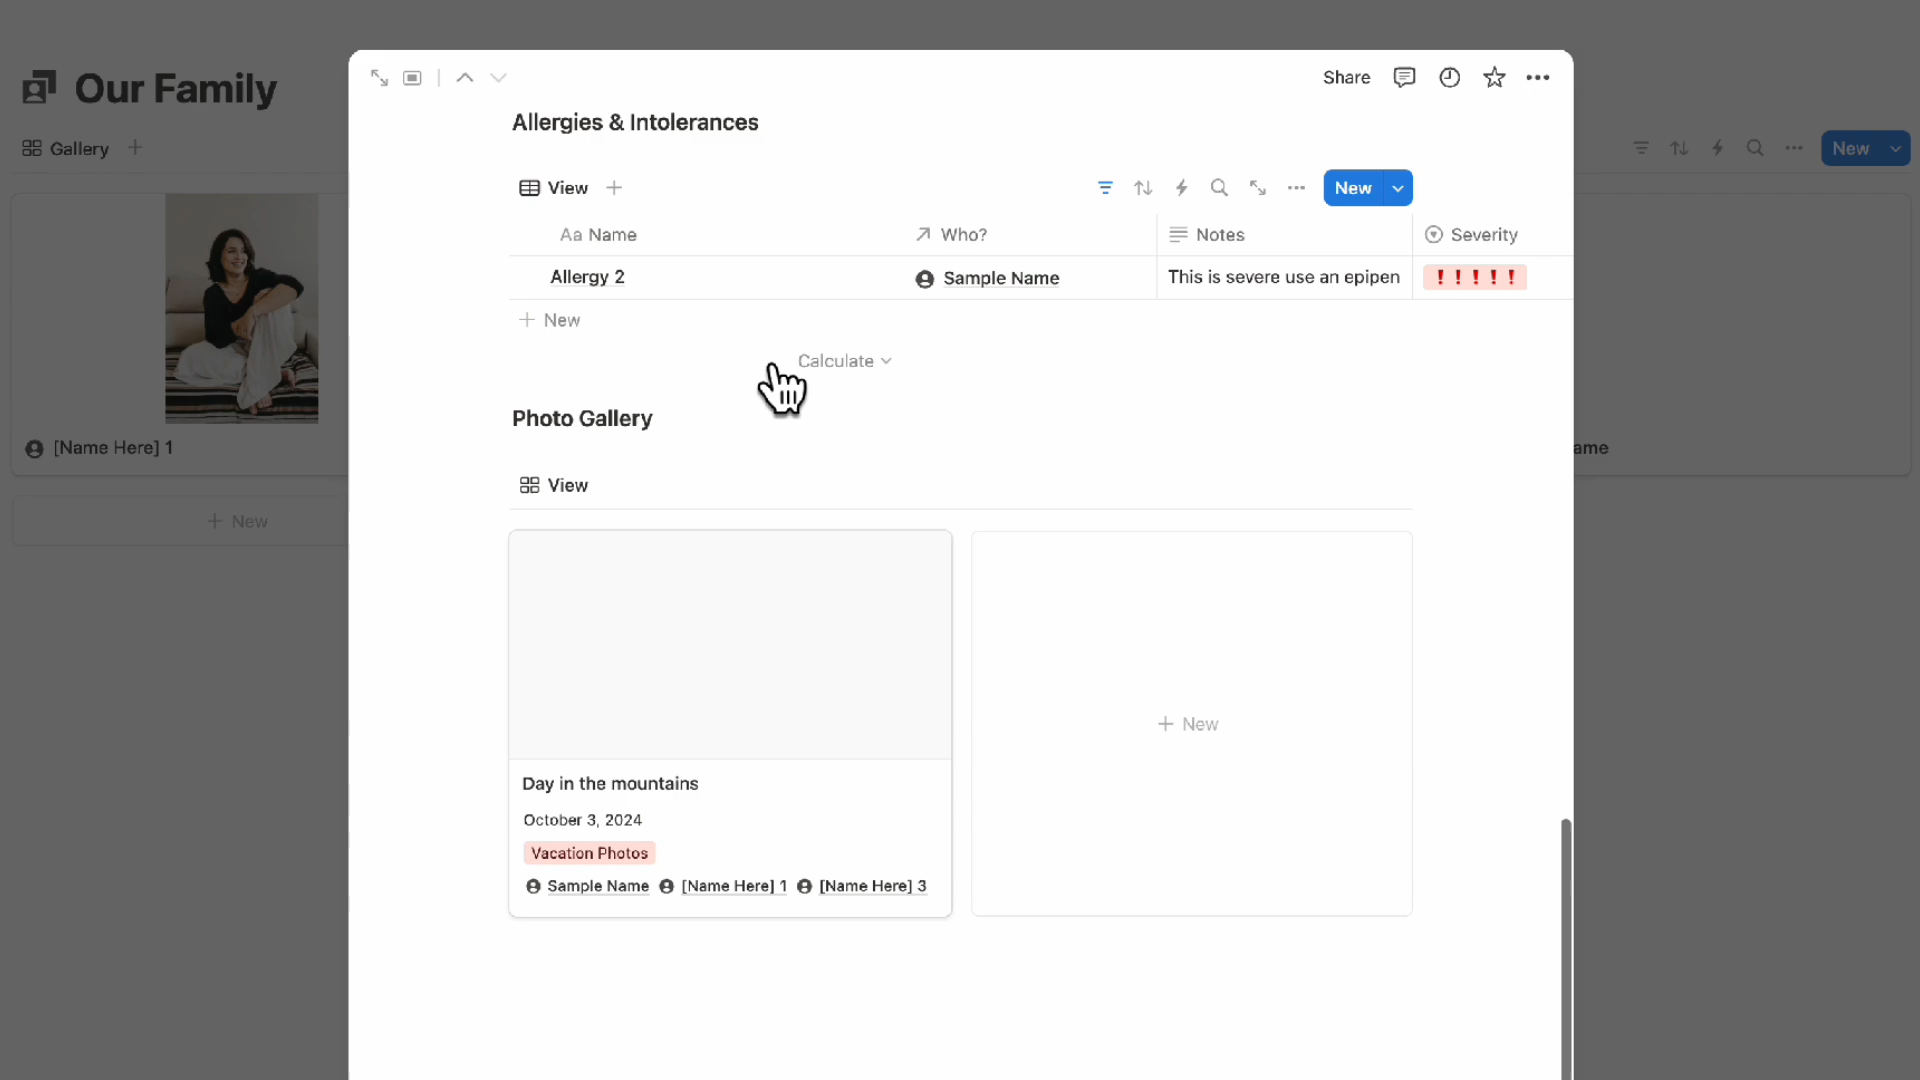 Our Family
Gallery
New
[Name Here] 1
New
ame
Share
Allergies & Intolerances
View
New
Aa Name
Who?
Notes
Severity
Allergy 2
Sample Name
This is severe use an epipen
❗❗❗❗❗
New
Calculate
Photo Gallery
View
Day in the mountains
October 3, 2024
Vacation Photos
Sample Name [Name Here] 1 [Name Here] 3
New